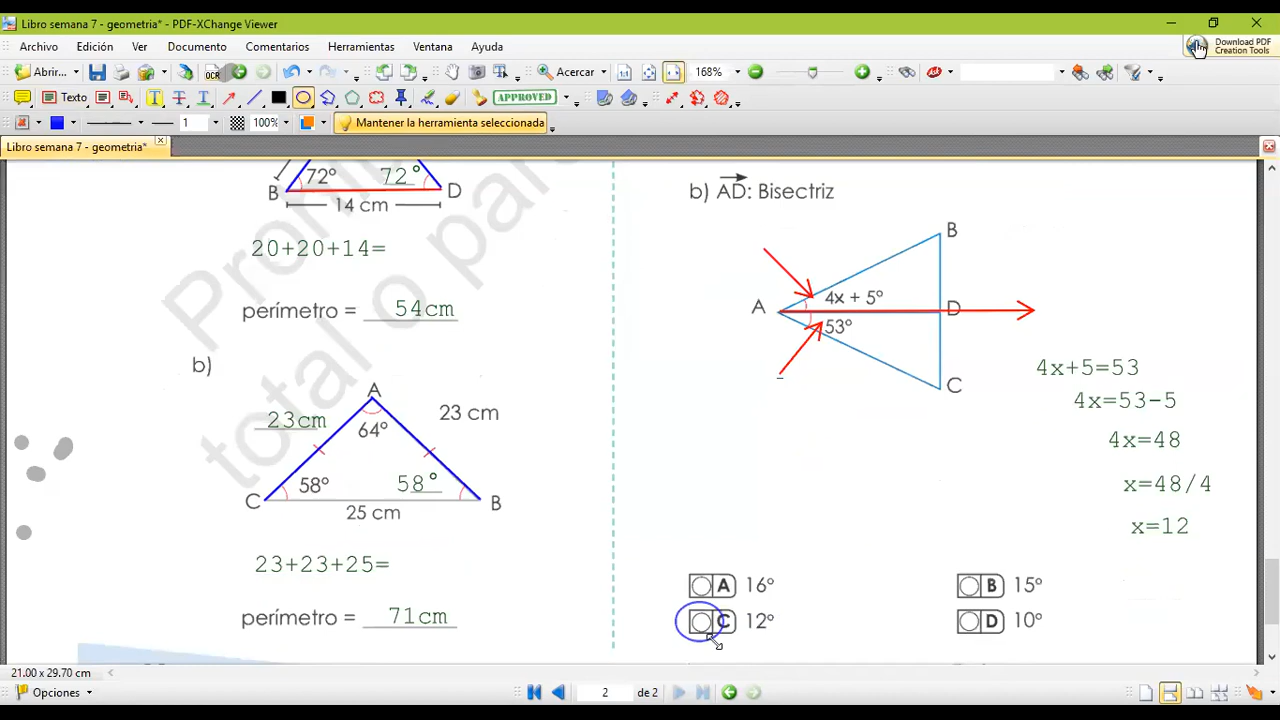 Libro semana 7 - geometria* - PDF-XChange Viewer
Archivo Edición Ver Documento Comentarios Herramientas Ventana Ayuda
Download PDF
Creation Tools
Abrir... OCR Acercar 168%
Texto T T T APPROVED
1 100% Mantener la herramienta seleccionada
Libro semana 7 - geometria*
B 72° 72° D
14 cm
20+20+14=
perímetro = 54cm
b)
A
23cm 23 cm
64°
58° 58°
C B
25 cm
23+23+25=
perímetro = 71cm
b) AD: Bisectriz
B
4x + 5°
A D
53°
C
4x+5=53
4x=53-5
4x=48
x=48/4
x=12
A 16° B 15°
C 12° D 10°
total o par
21.00 x 29.70 cm
Opciones 2 de 2